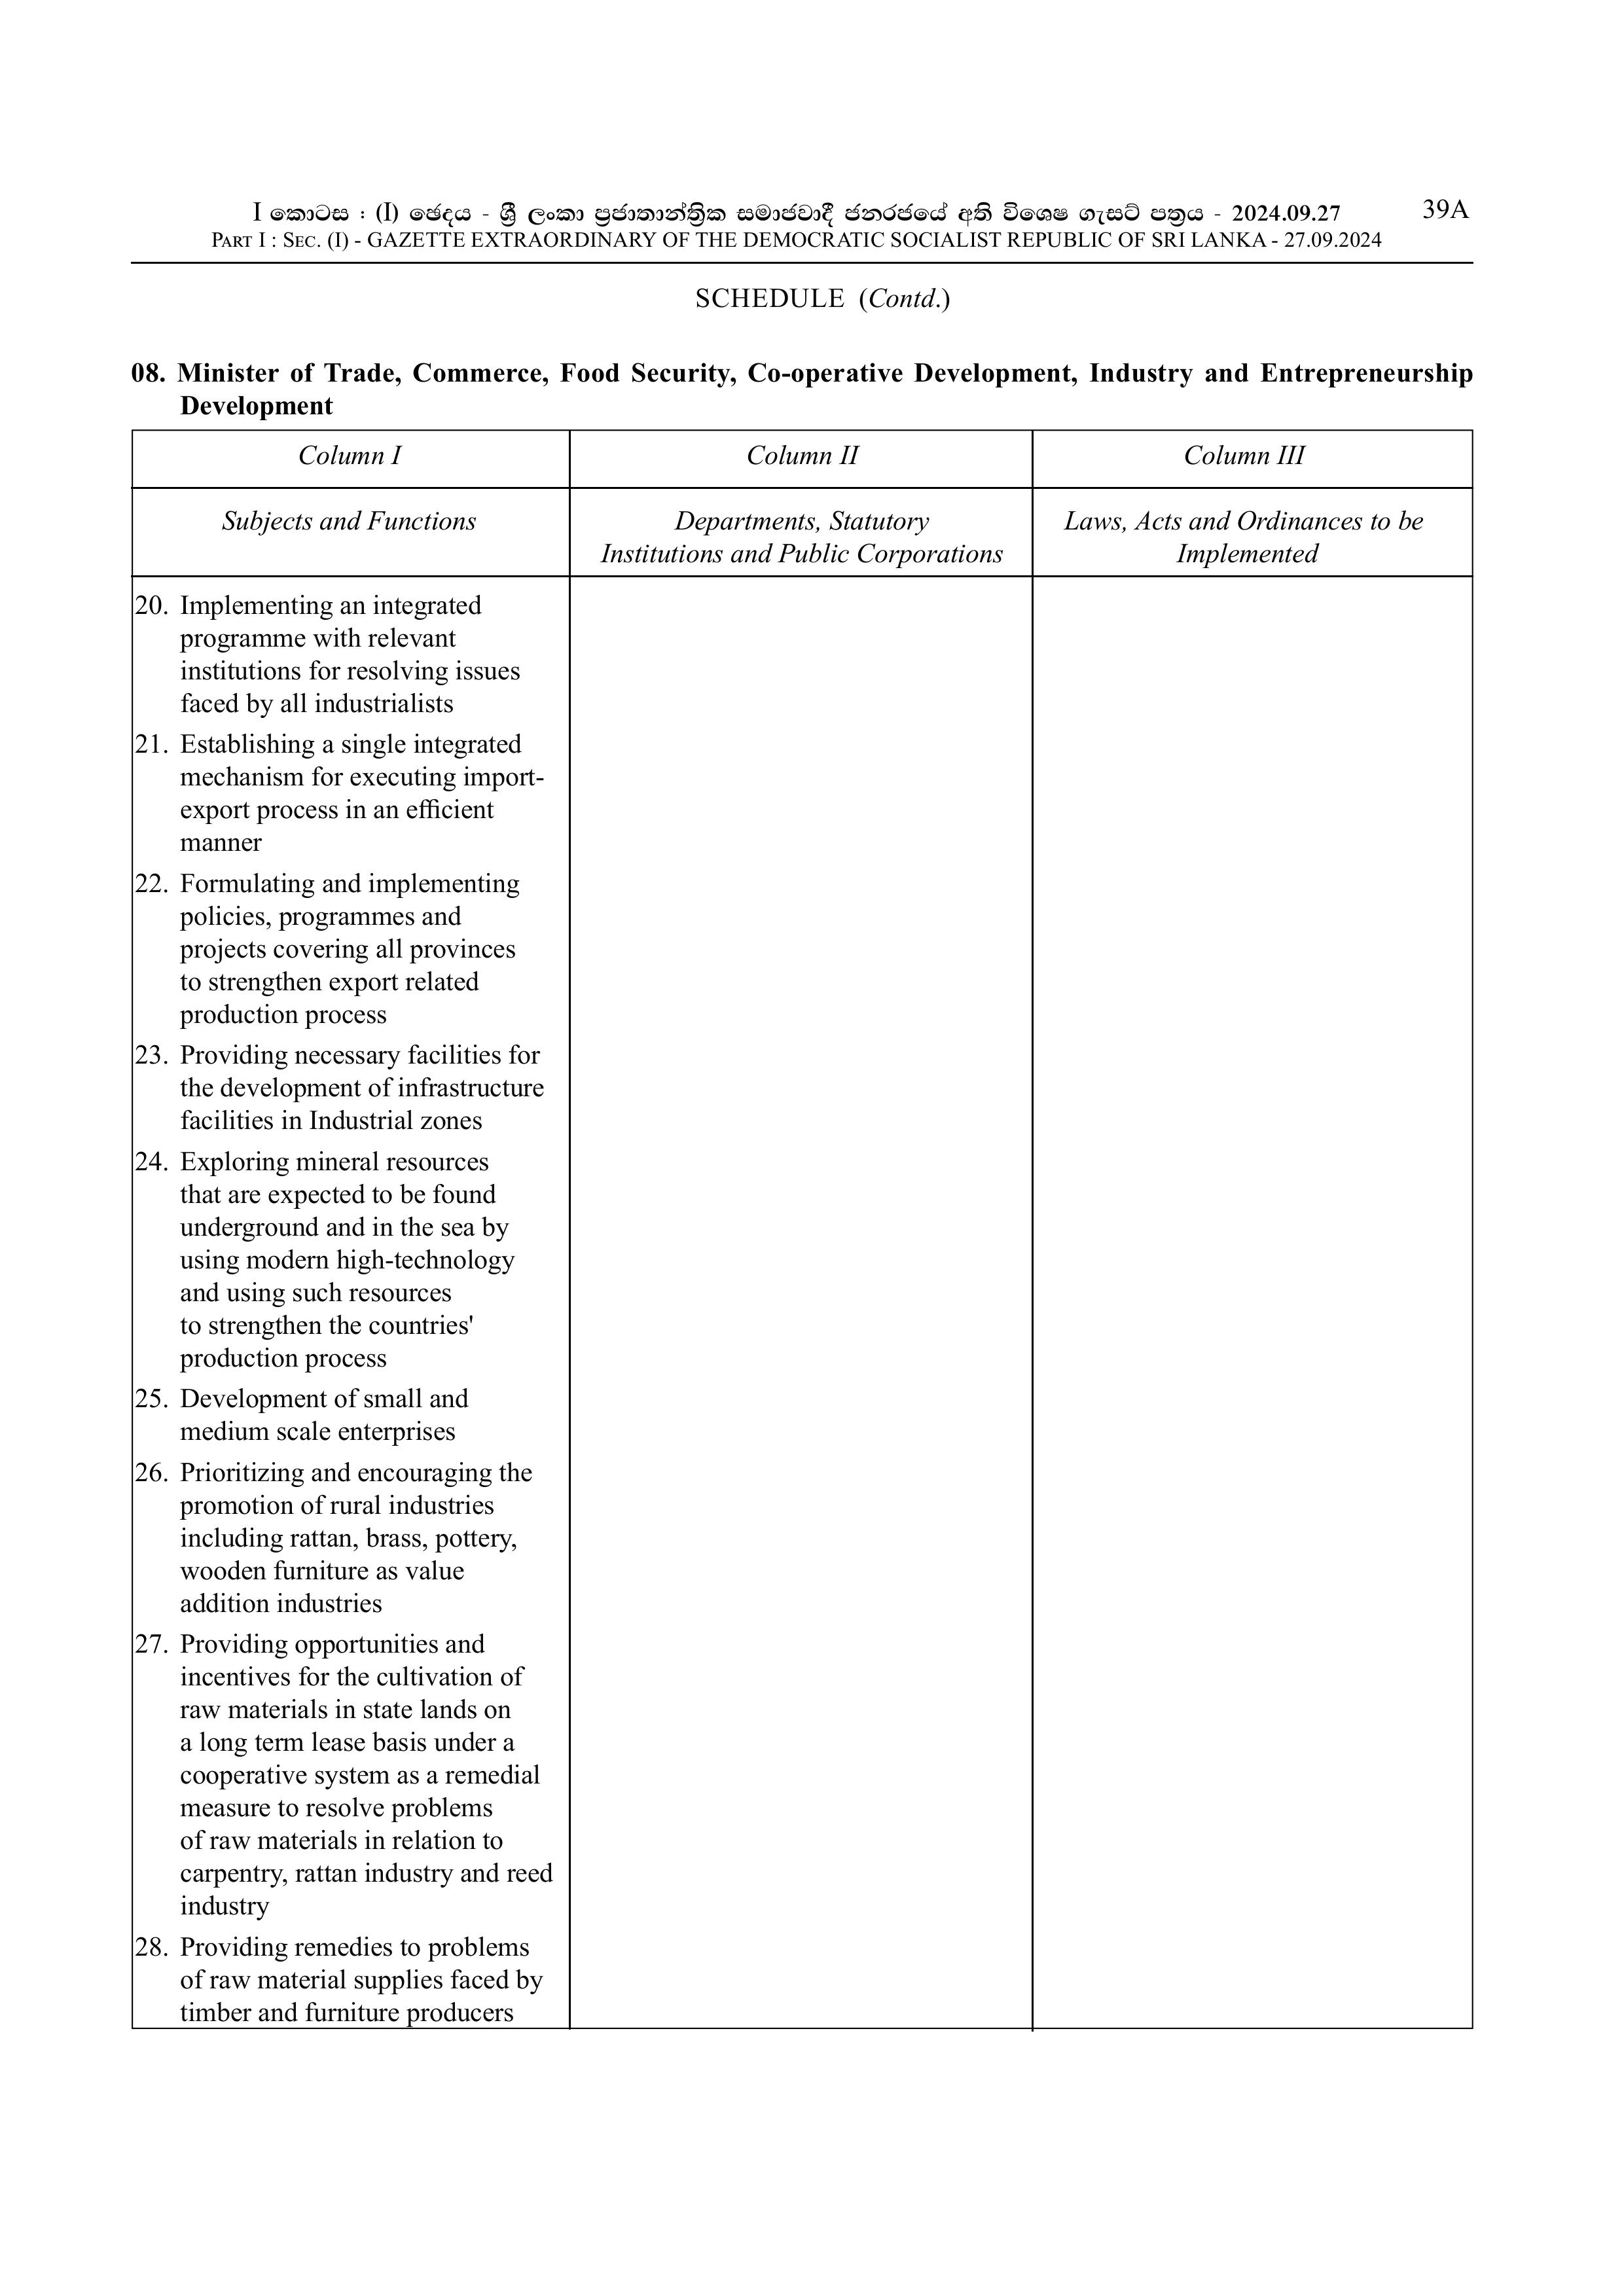 I කොටස : (I) ඡෙදය - ශ්‍රී ලංකා ප්‍රජාතාන්ත්‍රික සමාජවාදී ජනරජයේ අති විශෙෂ ගැසට් පත්‍රය - 2024.09.27
39A
PART I : SEC. (I) - GAZETTE EXTRAORDINARY OF THE DEMOCRATIC SOCIALIST REPUBLIC OF SRI LANKA - 27.09.2024
SCHEDULE (Contd.)
08. Minister of Trade, Commerce, Food Security, Co-operative Development, Industry and Entrepreneurship
Development
Column I
Column II
Column III
Subjects and Functions
Departments, Statutory
Institutions and Public Corporations
Laws, Acts and Ordinances to be
Implemented
20. Implementing an integrated
programme with relevant
institutions for resolving issues
faced by all industrialists
21. Establishing a single integrated
mechanism for executing import-
export process in an efficient
manner
22. Formulating and implementing
policies, programmes and
projects covering all provinces
to strengthen export related
production process
23. Providing necessary facilities for
the development of infrastructure
facilities in Industrial zones
24. Exploring mineral resources
that are expected to be found
underground and in the sea by
using modern high-technology
and using such resources
to strengthen the countries'
production process
25. Development of small and
medium scale enterprises
26. Prioritizing and encouraging the
promotion of rural industries
including rattan, brass, pottery,
wooden furniture as value
addition industries
27. Providing opportunities and
incentives for the cultivation of
raw materials in state lands on
a long term lease basis under a
cooperative system as a remedial
measure to resolve problems
of raw materials in relation to
carpentry, rattan industry and reed
industry
28. Providing remedies to problems
of raw material supplies faced by
timber and furniture producers